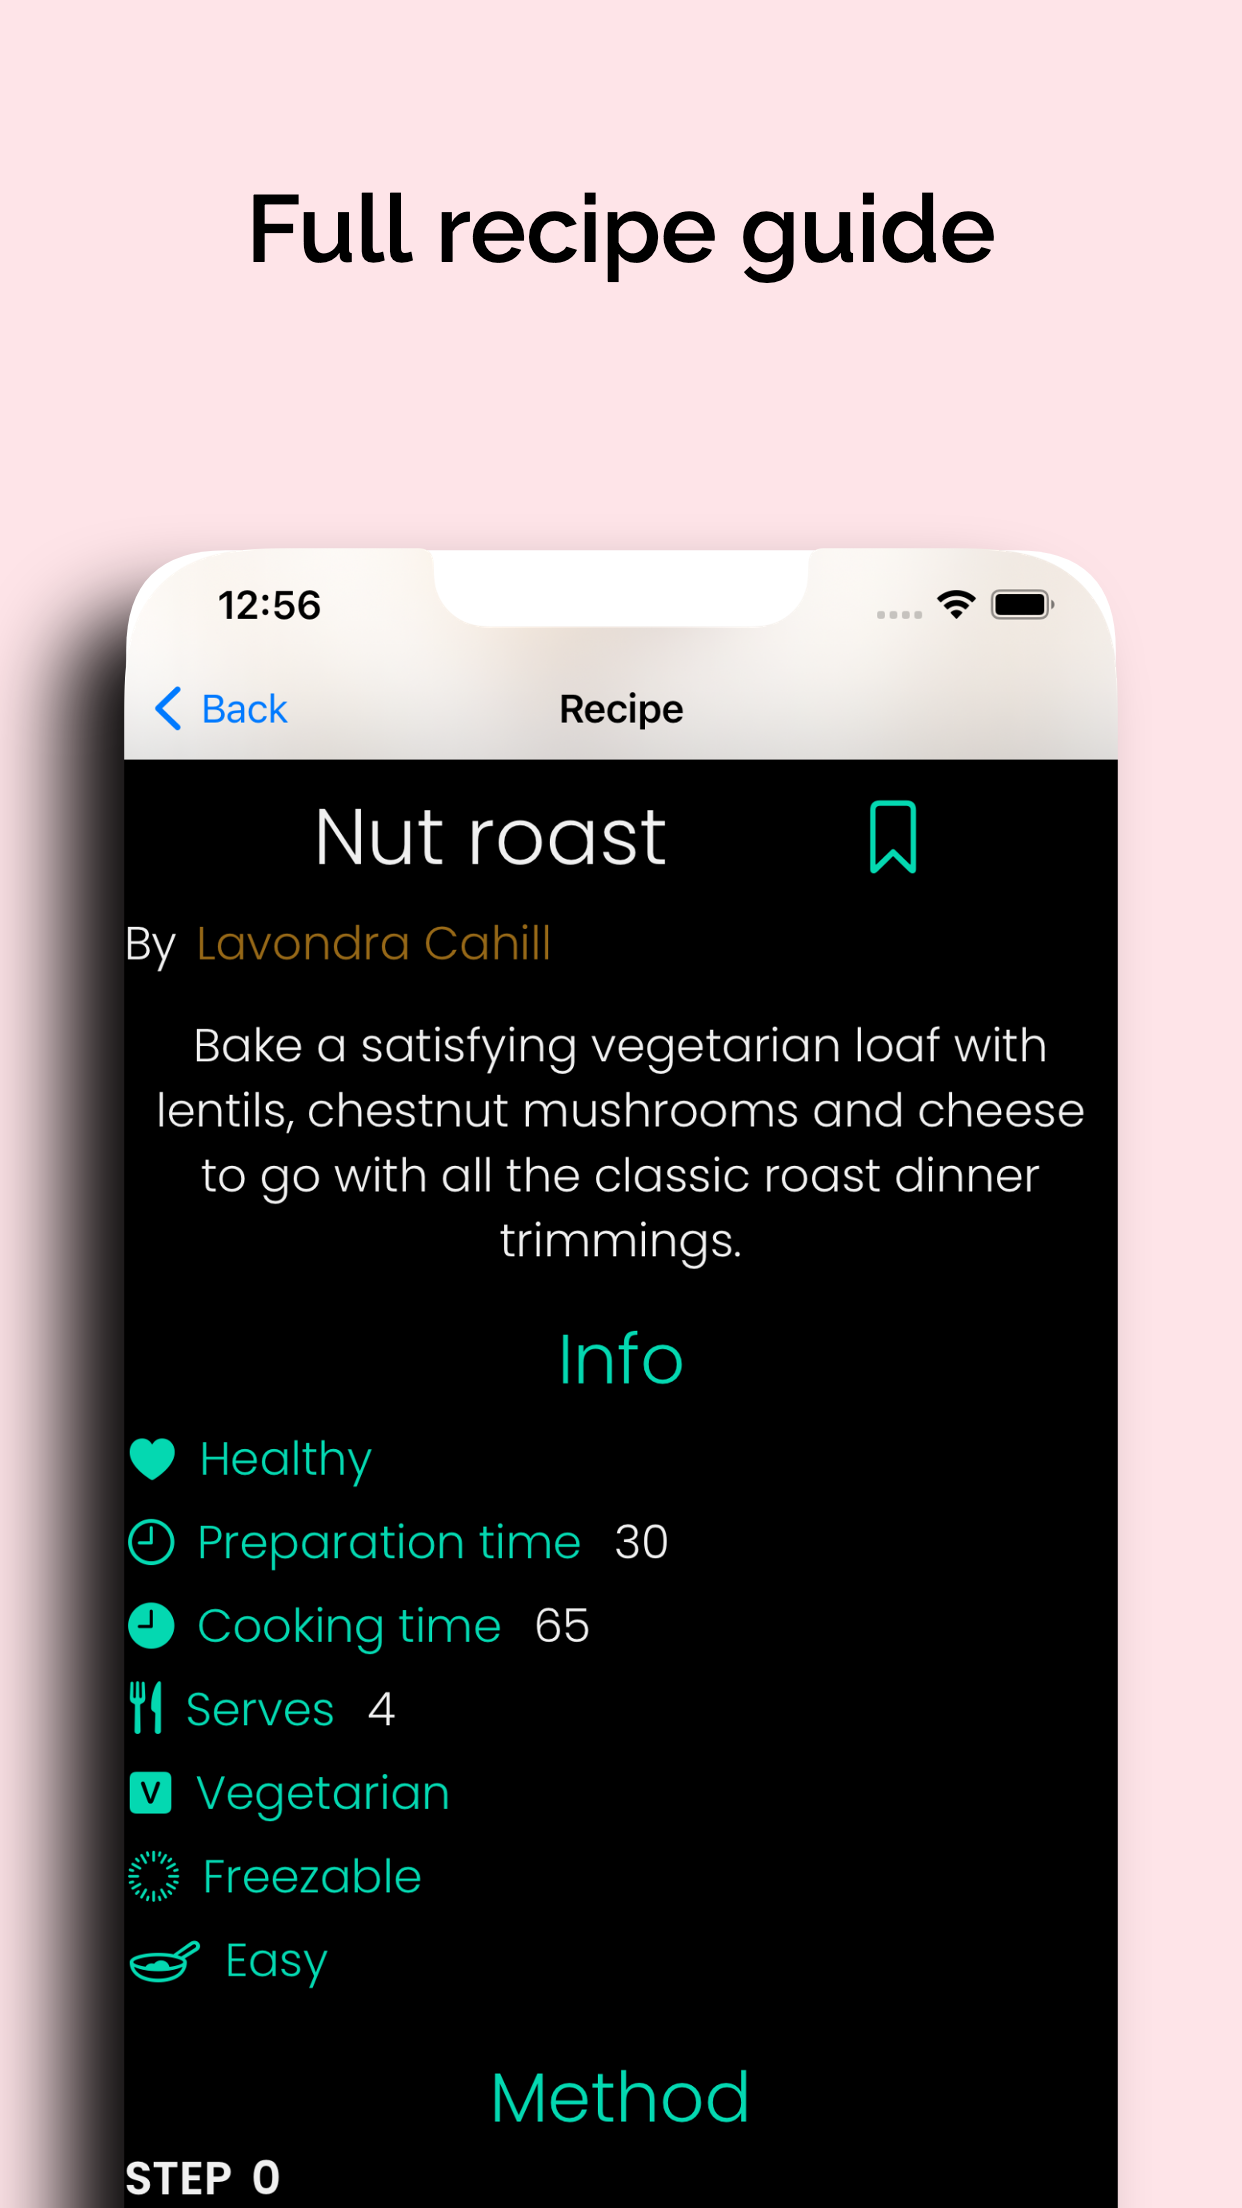 Full recipe guide
12:56
Back
Recipe
Nut roast
By Lavondra Cahill
Bake a satisfying vegetarian loaf with
lentils, chestnut mushrooms and cheese
to go with all the classic roast dinner
trimmings.
Info
Healthy
Preparation time 30
Cooking time 65
Serves 4
V Vegetarian
Freezable
Easy
Method
STEP 0